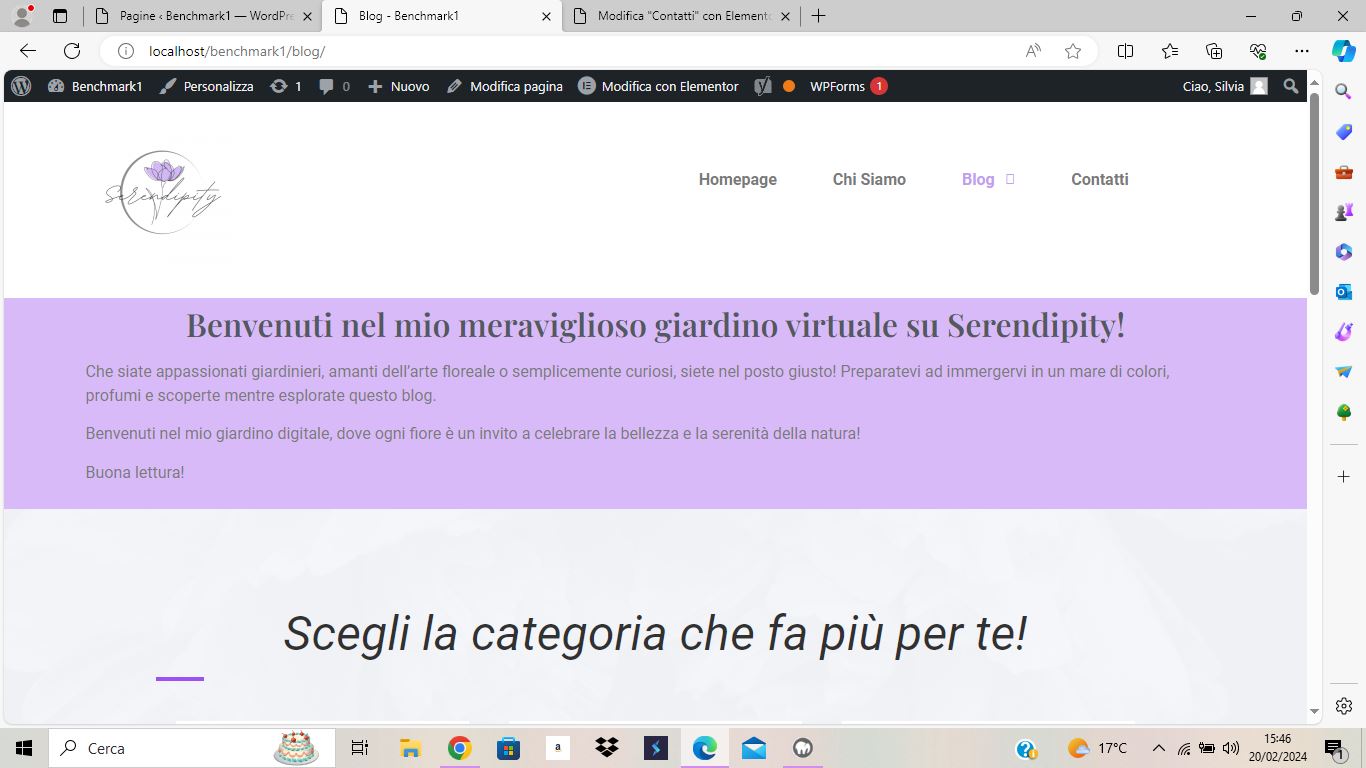 Pagine ‹ Benchmark1 — WordPre
Blog - Benchmark1
Modifica "Contatti" con Elemento
localhost/benchmark1/blog/
Benchmark1
Personalizza
1
0
Nuovo
Modifica pagina
Modifica con Elementor
WPForms 1
Ciao, Silvia
Serendipity
Homepage
Chi Siamo
Blog
Contatti
Benvenuti nel mio meraviglioso giardino virtuale su Serendipity!
Che siate appassionati giardinieri, amanti dell'arte floreale o semplicemente curiosi, siete nel posto giusto! Preparatevi ad immergervi in un mare di colori,
profumi e scoperte mentre esplorate questo blog.
Benvenuti nel mio giardino digitale, dove ogni fiore è un invito a celebrare la bellezza e la serenità della natura!
Buona lettura!
Scegli la categoria che fa più per te!
Cerca
a
17°C
15:46
20/02/2024
1